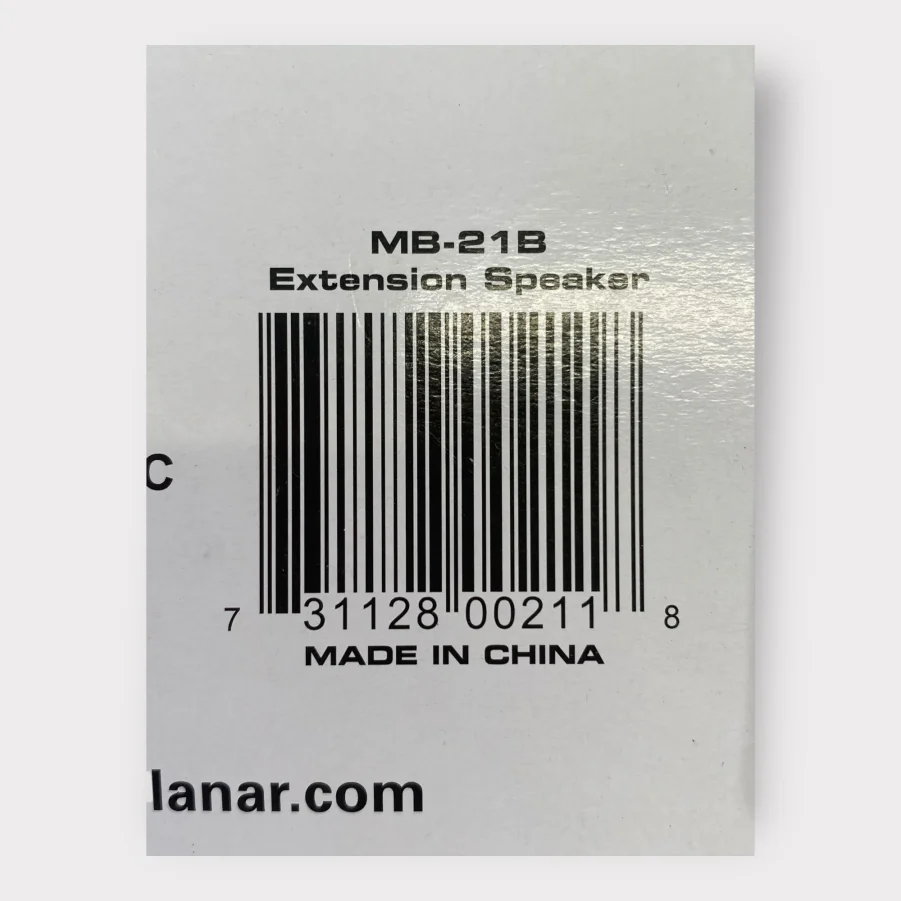 MB-21B
Extension Speaker
C
7 31128 00211 8
MADE IN CHINA
lanar.com